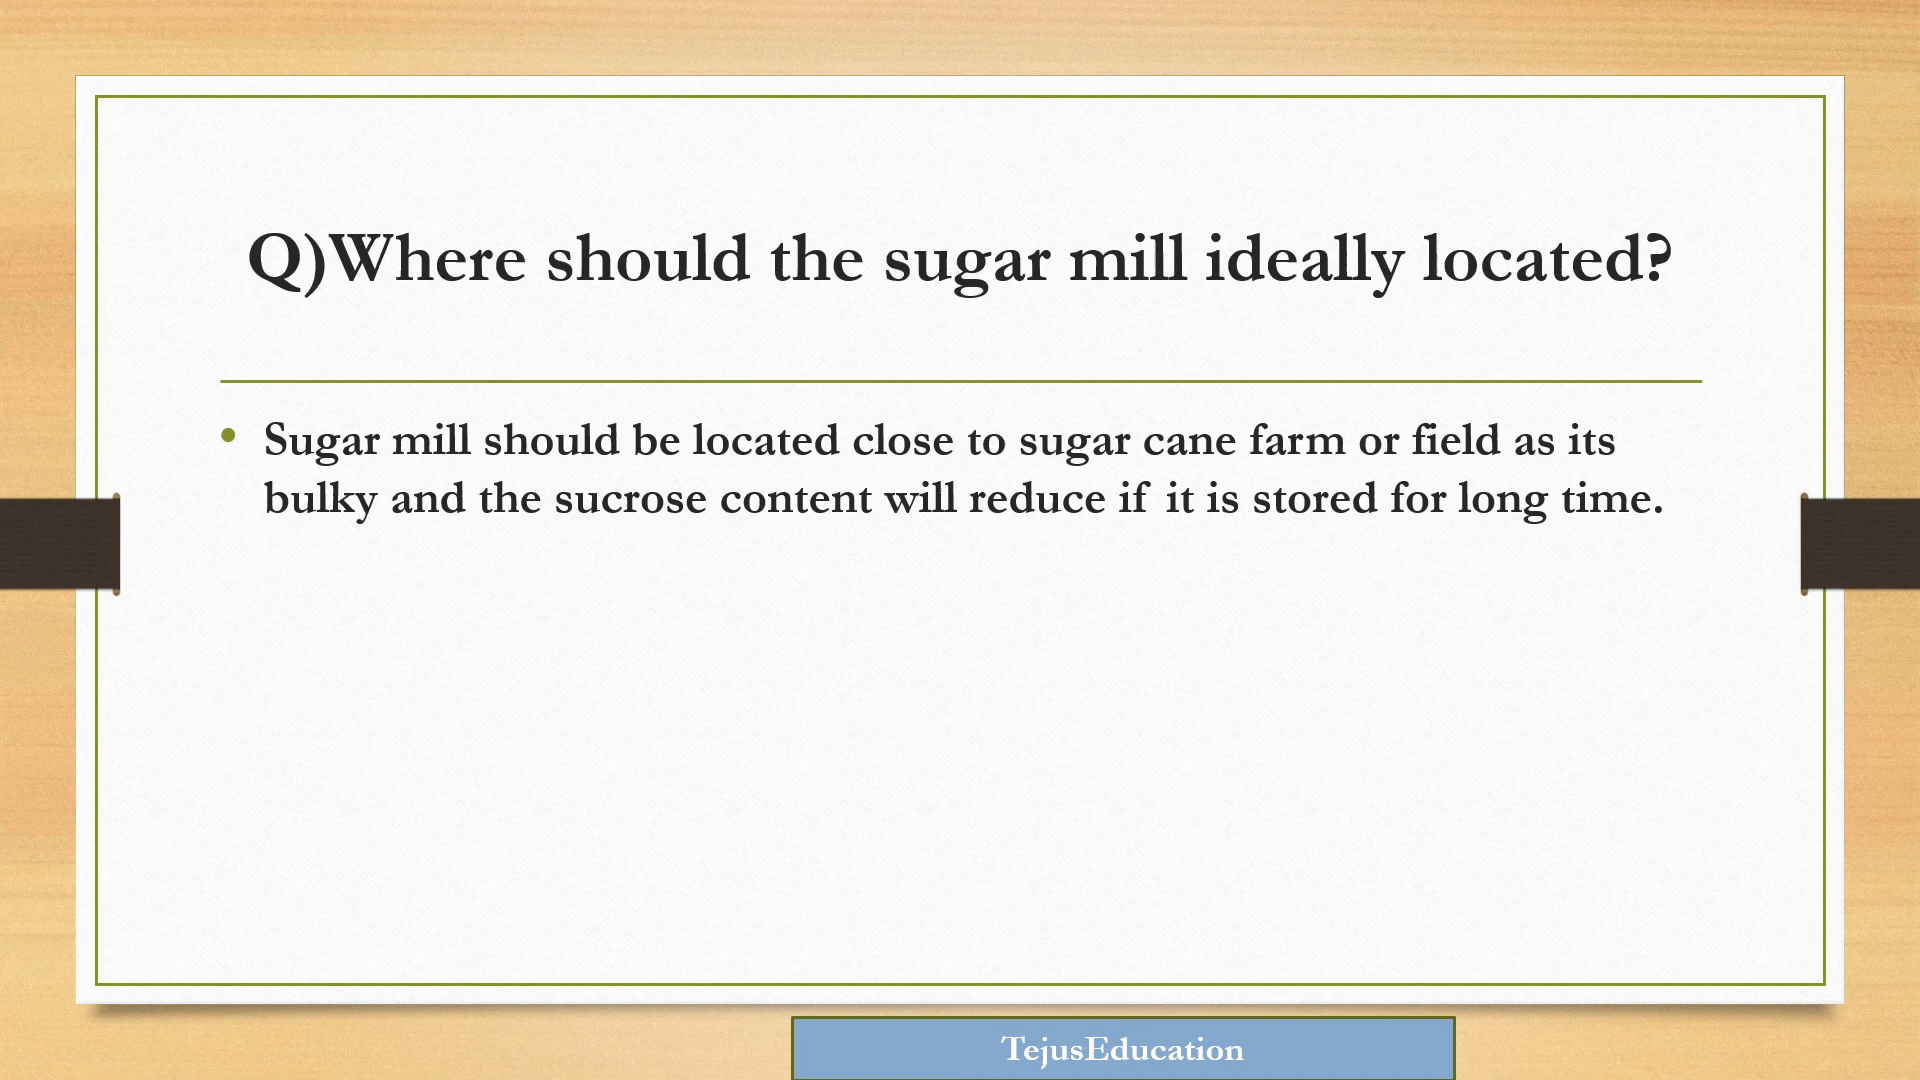 Q)Where should the sugar mill ideally located?
• Sugar mill should be located close to sugar cane farm or field as its
bulky and the sucrose content will reduce if it is stored for long time.
TejusEducation